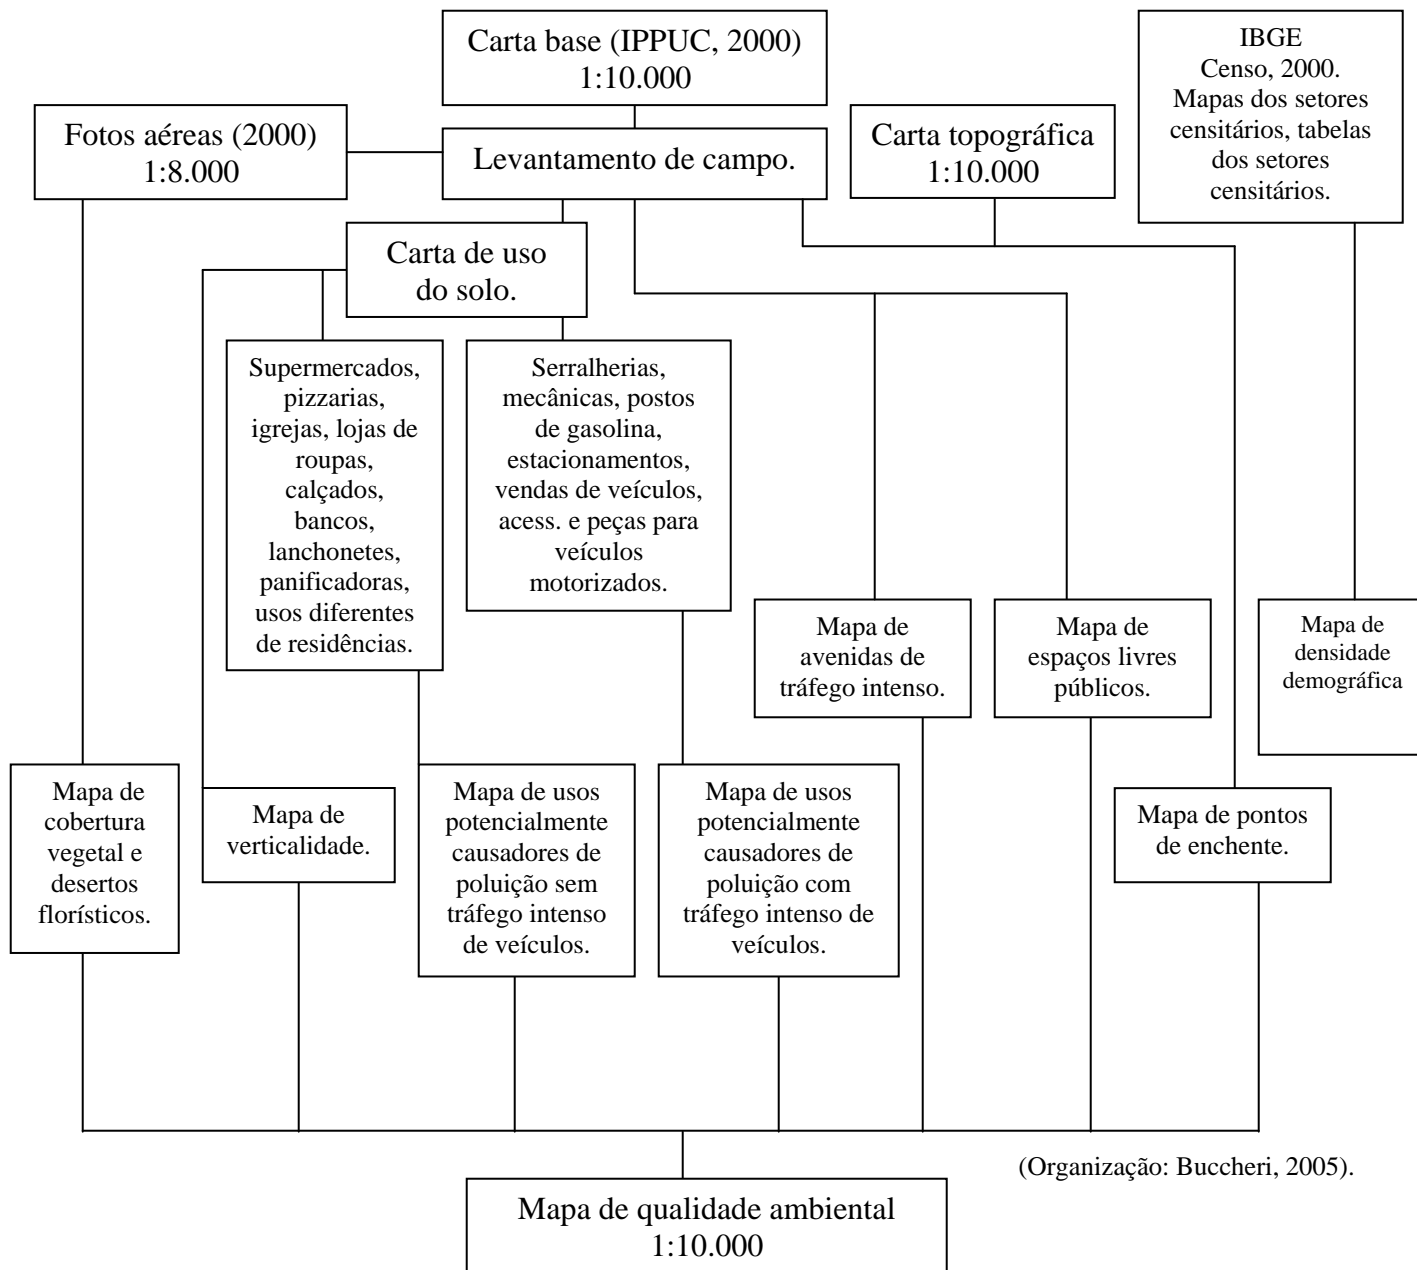 Carta base (IPPUC, 2000)
1:10.000
IBGE
Censo, 2000.
Mapas dos setores
censitários, tabelas
dos setores
censitários.
Fotos aéreas (2000)
1:8.000
Levantamento de campo.
Carta topográfica
1:10.000
Carta de uso
do solo.
Supermercados,
pizzarias,
igrejas, lojas de
roupas,
calçados,
bancos,
lanchonetes,
panificadoras,
usos diferentes
de residências.
Serralherias,
mecânicas, postos
de gasolina,
estacionamentos,
vendas de veículos,
acess. e peças para
veículos
motorizados.
Mapa de
avenidas de
tráfego intenso.
Mapa de
espaços livres
públicos.
Mapa de
densidade
demográfica
Mapa de
cobertura
vegetal e
desertos
florísticos.
Mapa de
verticalidade.
Mapa de usos
potencialmente
causadores de
poluição sem
tráfego intenso
de veículos.
Mapa de usos
potencialmente
causadores de
poluição com
tráfego intenso de
veículos.
Mapa de pontos
de enchente.
(Organização: Buccheri, 2005).
Mapa de qualidade ambiental
1:10.000